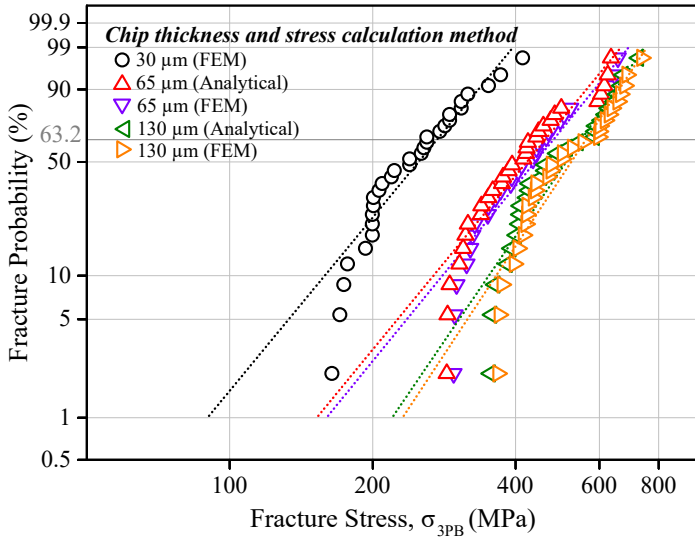 Chip thickness and stress calculation method
30 µm (FEM)
65 µm (Analytical)
65 µm (FEM)
130 µm (Analytical)
130 µm (FEM)
Fracture Probability (%)
99.9
99
90
63.2
50
10
5
1
0.5
100
200
400
600
800
Fracture Stress, σ3PB (MPa)